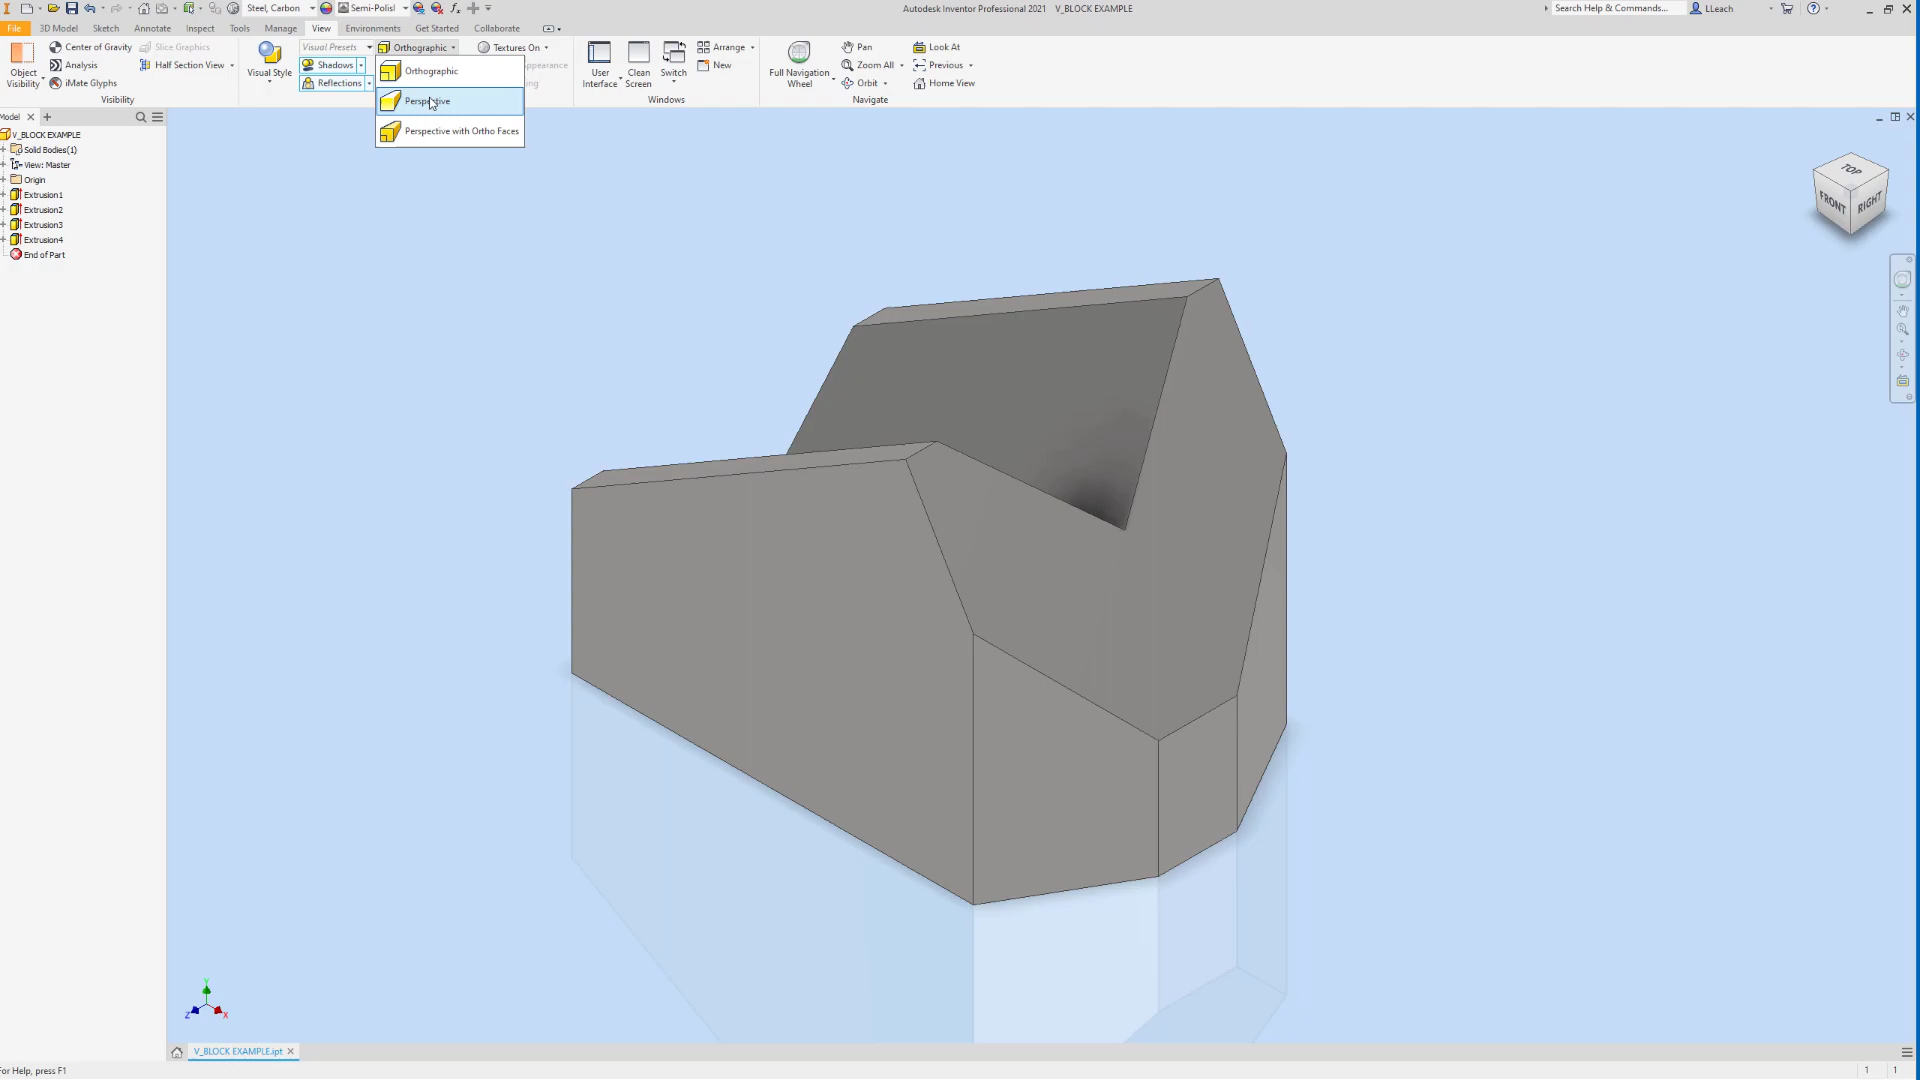 Steel, Carbon
Semi-Polisl
Autodesk Inventor Professional 2021 V_BLOCK EXAMPLE
Search Help & Commands...
LLeach
File
3D Model
Sketch
Annotate
Inspect
Tools
Manage
View
Environments
Get Started
Collaborate
Object
Visibility
Center of Gravity
Analysis
iMate Glyphs
Slice Graphics
Half Section View
Visibility
Visual Style
Visual Presets
Shadows
Reflections
Orthographic
Orthographic
Perspective
Perspective with Ortho Faces
Textures On
ppearance
ng
User
Interface
Clean
Screen
Switch
Arrange
New
Windows
Full Navigation
Wheel
Pan
Zoom All
Orbit
Look At
Previous
Home View
Navigate
Model
V_BLOCK EXAMPLE
Solid Bodies(1)
View: Master
Origin
Extrusion1
Extrusion2
Extrusion3
Extrusion4
End of Part
TOP
FRONT
RIGHT
Y
Z
X
V_BLOCK EXAMPLE.ipt
For Help, press F1
1
1